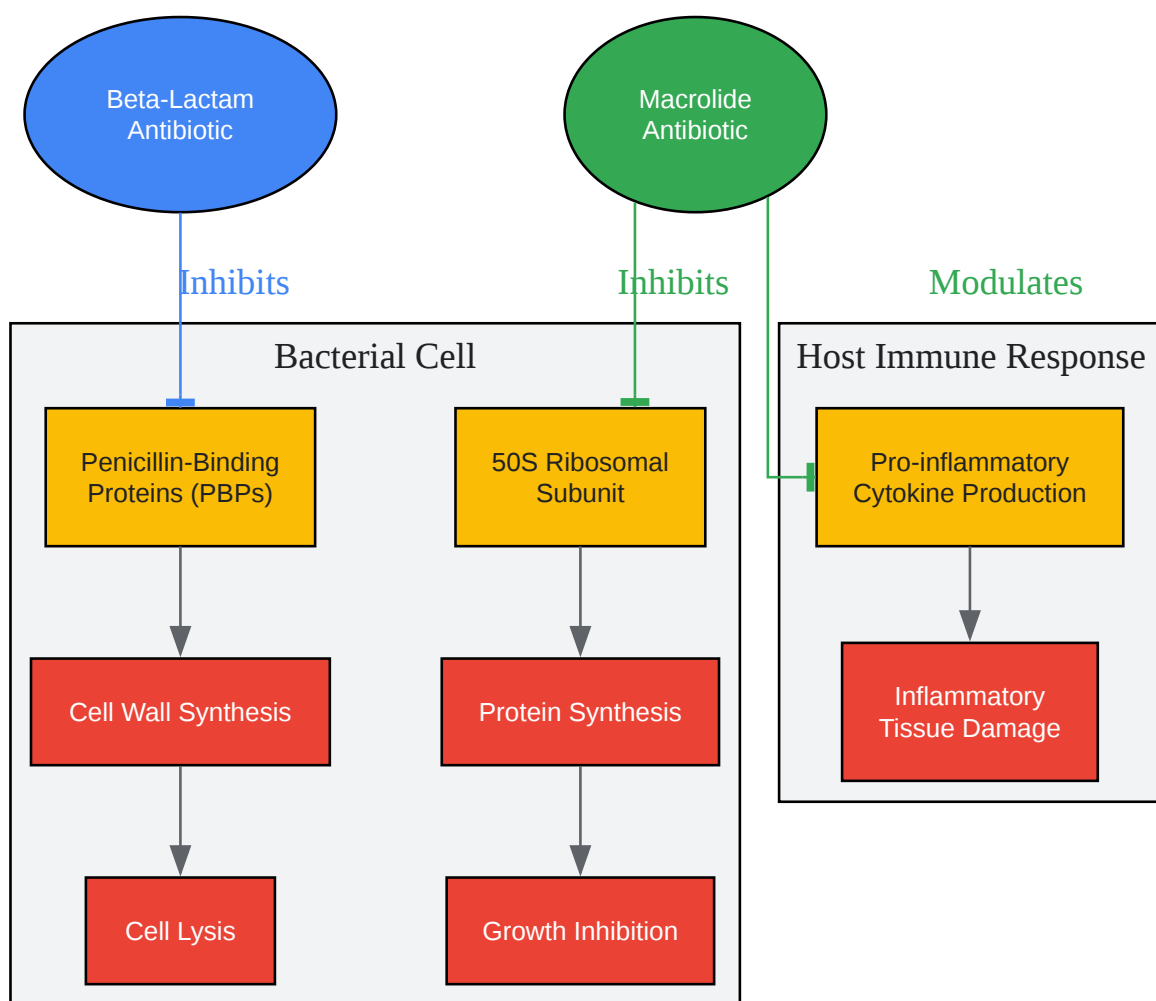 Beta-Lactam
Antibiotic
Macrolide
Antibiotic
Inhibits
Inhibits
Modulates
Bacterial Cell
Host Immune Response
Penicillin-Binding
Proteins (PBPs)
50S Ribosomal
Subunit
Pro-inflammatory
Cytokine Production
Cell Wall Synthesis
Protein Synthesis
Inflammatory
Tissue Damage
Cell Lysis
Growth Inhibition